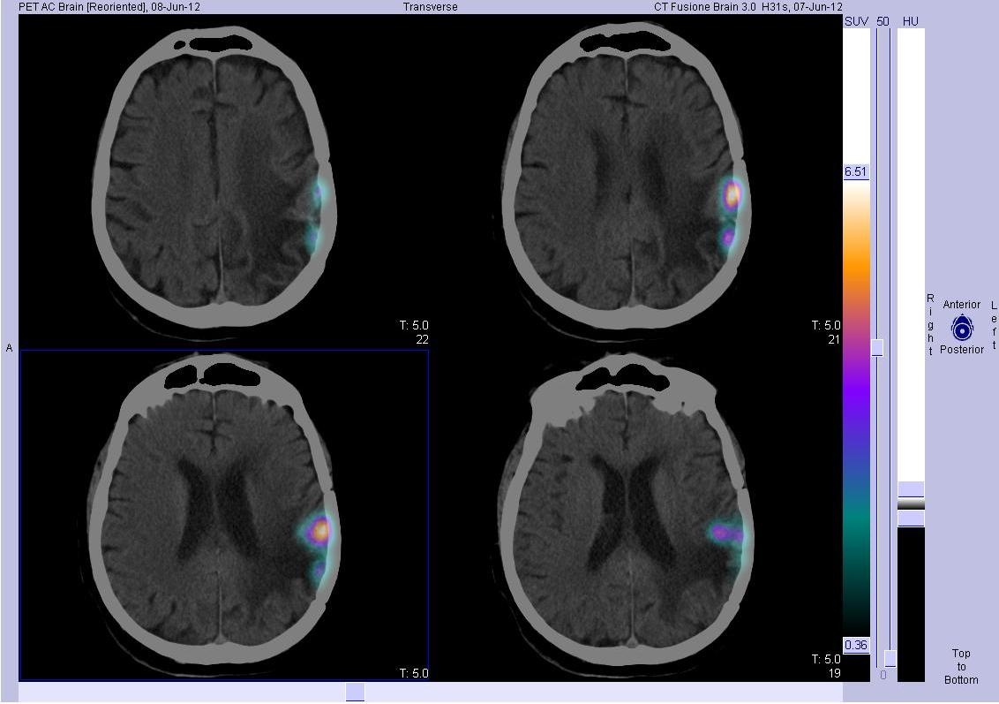 PET AC Brain [Reoriented], 08-Jun-12
Transverse
CT Fusione Brain 3.0 H31s, 07-Jun-12
SUV 50 HU
6.51
T: 5.0
22
T: 5.0
21
A
Right
Anterior
Left
Posterior
0.36
T: 5.0
T: 5.0
19
0
Top
to
Bottom